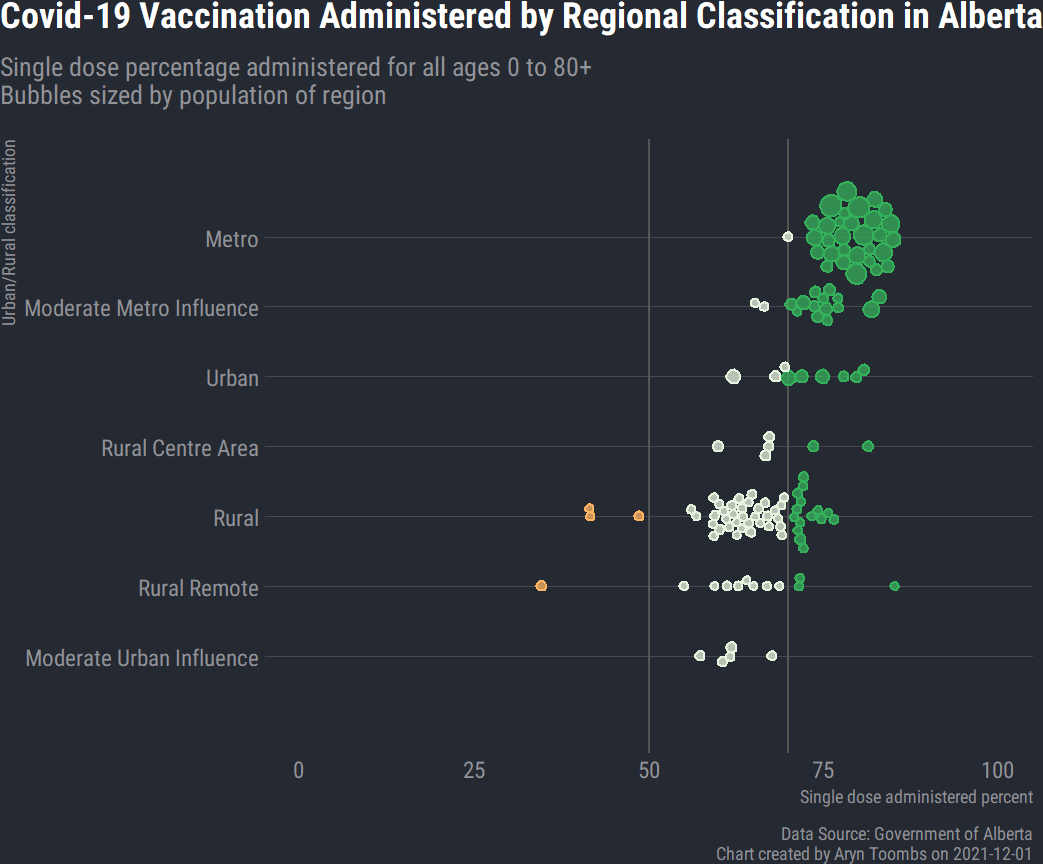 Covid-19 Vaccination Administered by Regional Classification in Alberta
Single dose percentage administered for all ages 0 to 80+
Bubbles sized by population of region
Urban/Rural classification
Metro
Moderate Metro Influence
Urban
Rural Centre Area
Rural
Rural Remote
Moderate Urban Influence
0 25 50 75 100
Single dose administered percent
Data Source: Government of Alberta
Chart created by Aryn Toombs on 2021-12-01